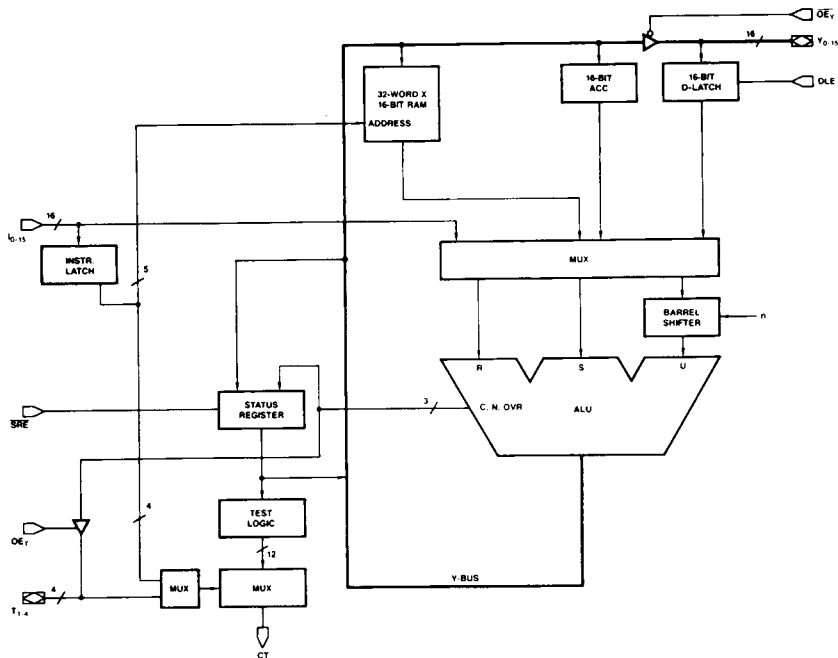 OEY
16
Y0-15
32-WORD X
16-BIT RAM
ADDRESS
16-BIT
ACC
16-BIT
D-LATCH
DLE
16
I0-15
INSTR.
LATCH
5
MUX
BARREL
SHIFTER
n
R
S
U
STATUS
REGISTER
3
C, N, OVR
ALU
SRE
4
TEST
LOGIC
OET
12
4
T1-4
MUX
MUX
Y-BUS
CT